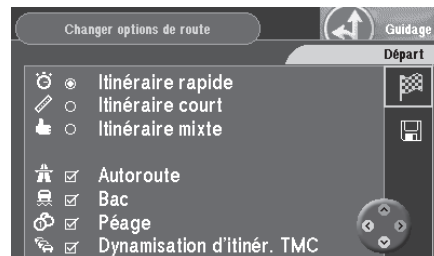 Changer options de route
Guidage
Départ
Itinéraire rapide
Itinéraire court
Itinéraire mixte
Autoroute
Bac
Péage
Dynamisation d'itinér. TMC